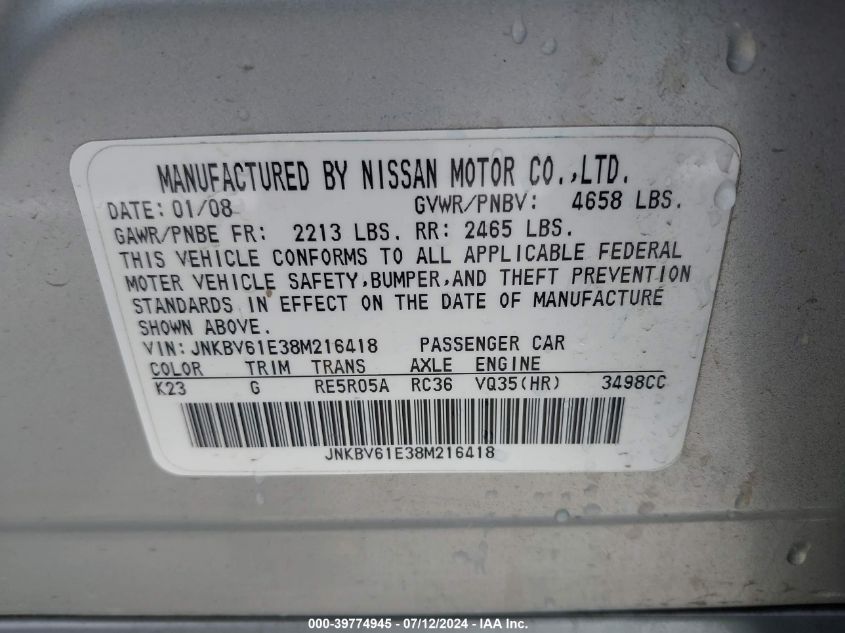 MANUFACTURED BY NISSAN MOTOR CO.,LTD.
DATE: 01/08 GVWR/PNBV: 4658 LBS.
GAWR/PNBE FR: 2213 LBS. RR: 2465 LBS.
THIS VEHICLE CONFORMS TO ALL APPLICABLE FEDERAL
MOTER VEHICLE SAFETY,BUMPER,AND THEFT PREVENTION
STANDARDS IN EFFECT ON THE DATE OF MANUFACTURE
SHOWN ABOVE.
VIN: JNKBV61E38M216418 PASSENGER CAR
COLOR TRIM TRANS AXLE ENGINE
K23 G RE5R05A RC36 VQ35(HR) 3498CC
JNKBV61E38M216418
000-39774945 / 07/12/2024 - IAA, Inc.